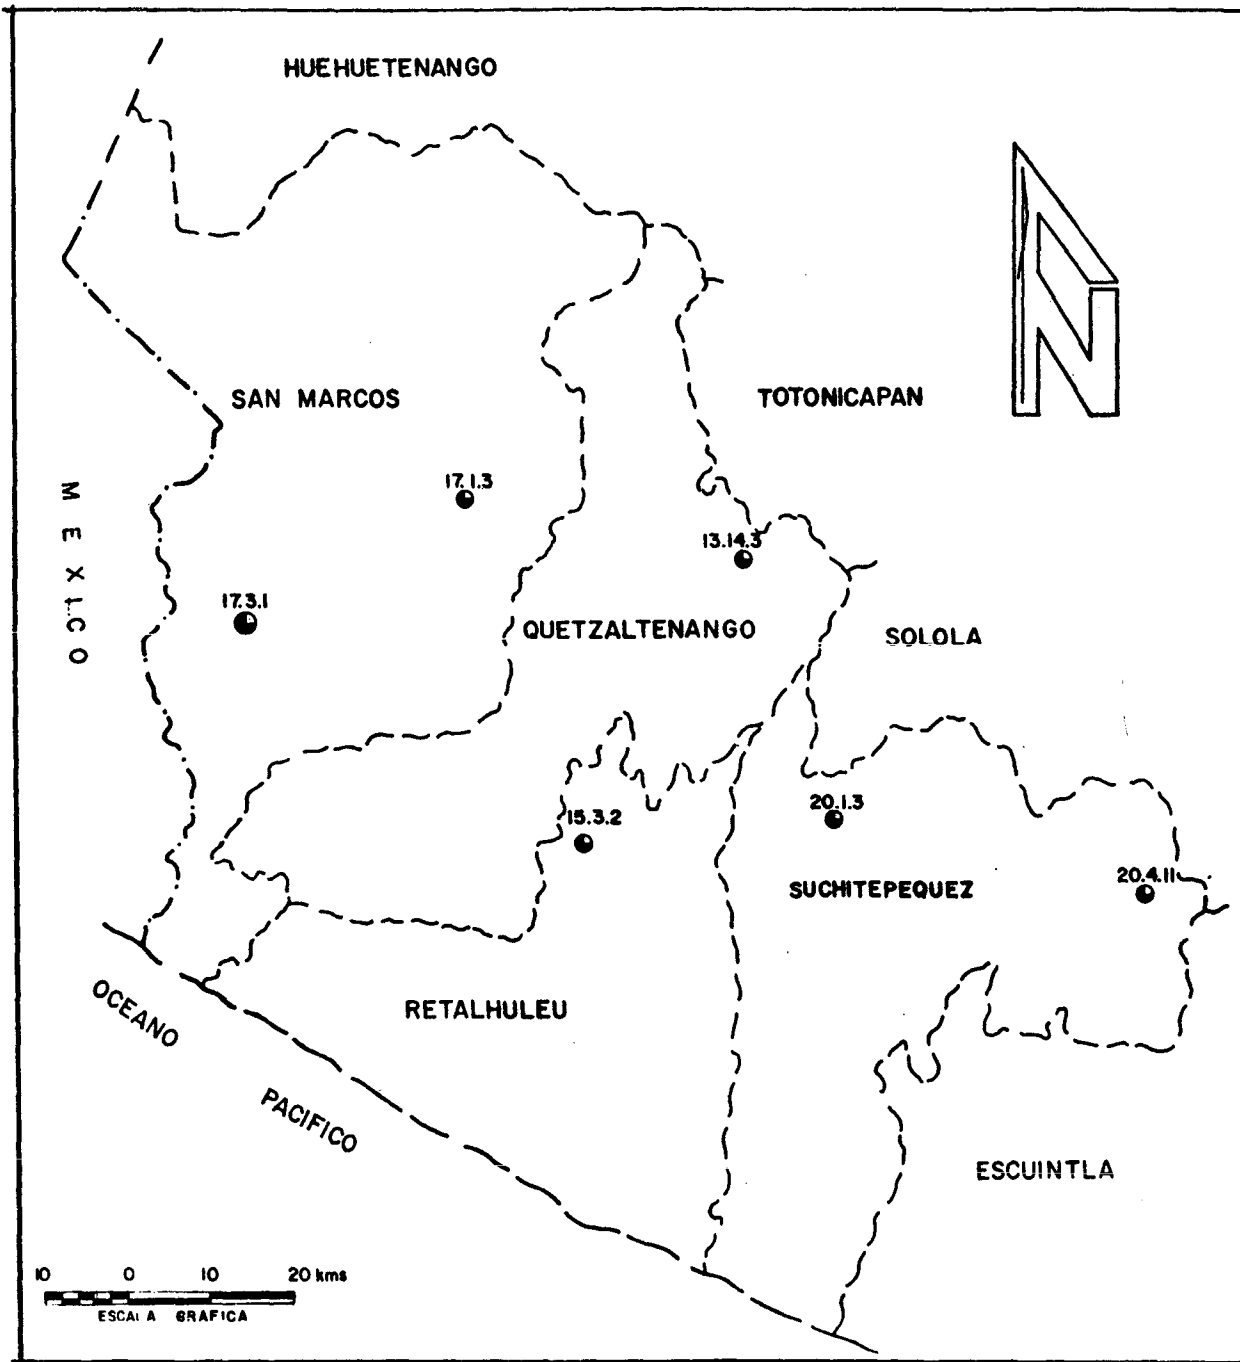 HUEHUETENANGO
SAN MARCOS
TOTONICAPAN
MEXICO
17.1.3
13.14.3
17.3.1
QUETZALTENANGO
SOLOLA
15.3.2
20.1.3
20.4.11
SUCHITEPEQUEZ
RETALHULEU
OCEANO
PACIFICO
ESCUINTLA
10 0 10 20 kms
ESCALA GRAFICA
N